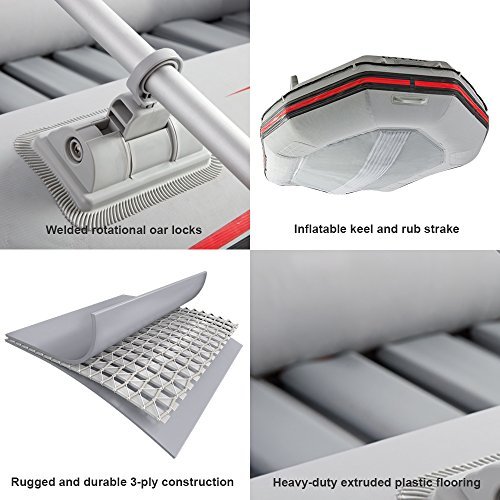 Welded rotational oar locks
Inflatable keel and rub strake
Rugged and durable 3-ply construction
Heavy-duty extruded plastic flooring